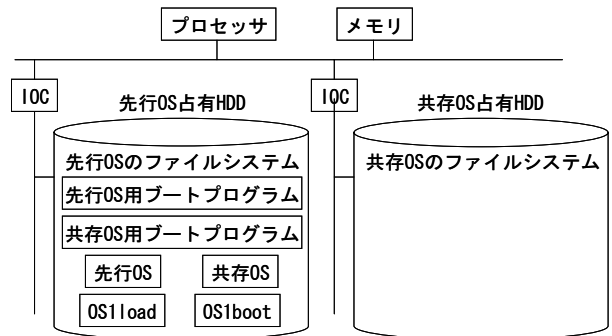 プロセッサ
メモリ
IOC
先行OS占有HDD
IOC
共存OS占有HDD
先行OSのファイルシステム
共存OSのファイルシステム
先行OS用ブートプログラム
共存OS用ブートプログラム
先行OS
共存OS
OS1load
OS1boot